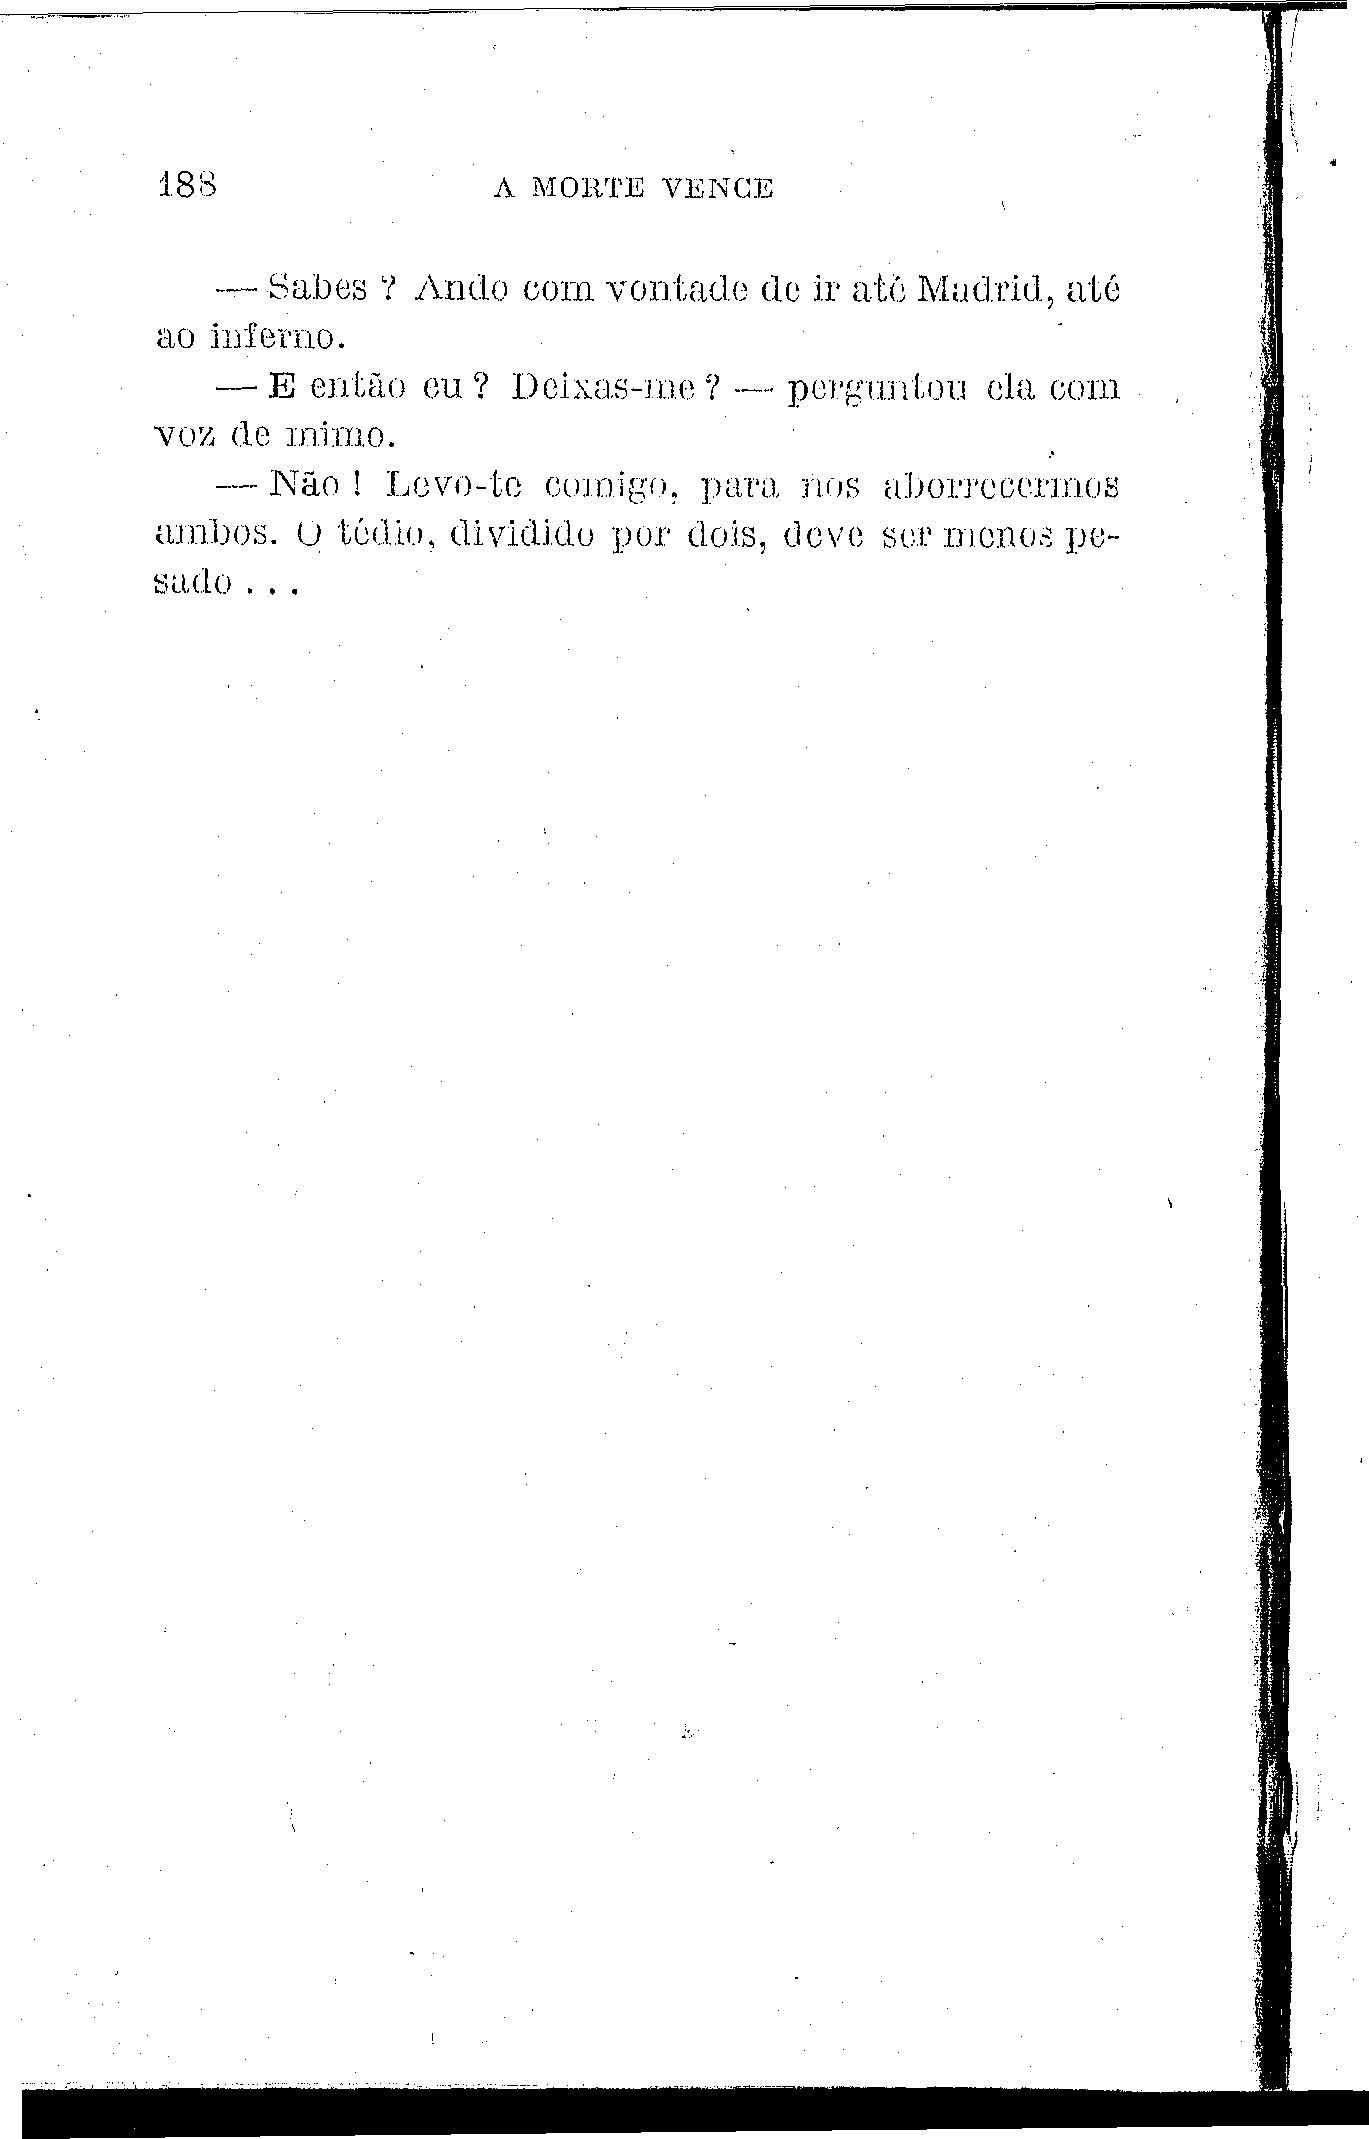 188 A MORTE VENCE
— Sabes ? Ando com vontade de ir até Madrid, até
ao inferno.
— E então eu ? Deixas-me ? — perguntou ela com
voz de mimo.
— Não ! Levo-te comigo, para nos aborrecermos
ambos. O tédio, dividido por dois, deve ser menos pe-
sado . . .